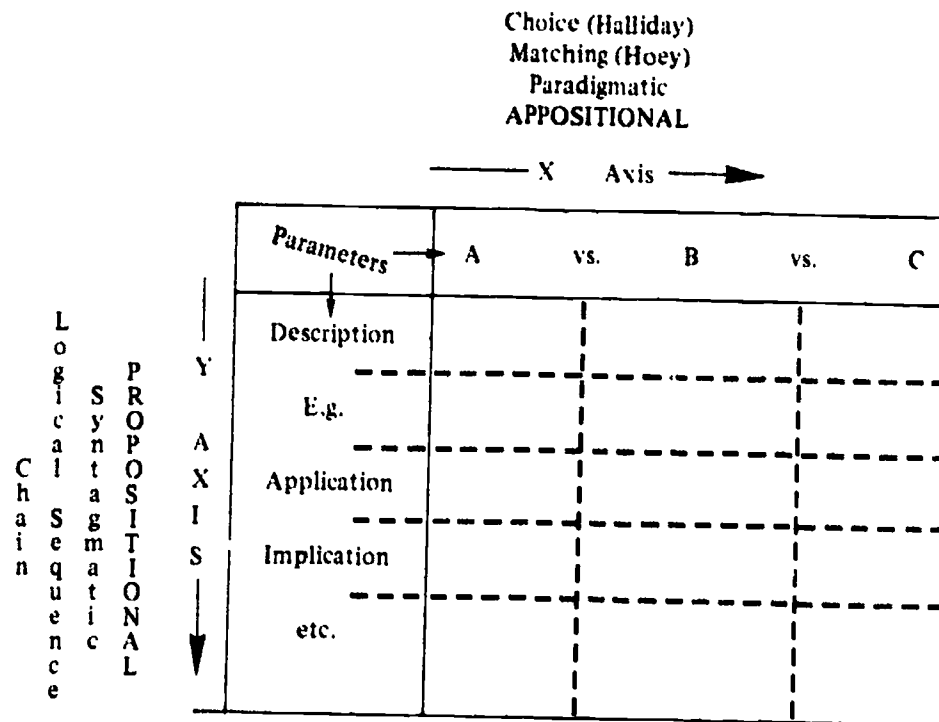 Choice (Halliday)
Matching (Hoey)
Paradigmatic
APPOSITIONAL
X Axis
Parameters
A vs. B vs. C
Description
E.g.
Application
Implication
etc.
Y AXIS
PROPOSITIONAL
Syntagmatic
Logical Sequence
Chain